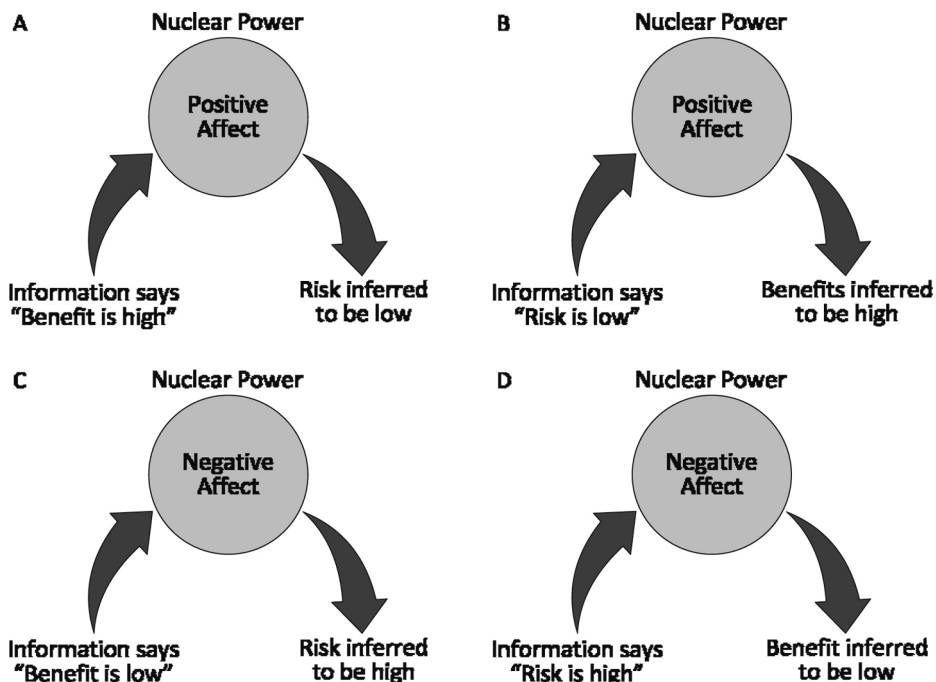 A
Nuclear Power
Positive
Affect
Information says
“Benefit is high”
Risk inferred
to be low
B
Nuclear Power
Positive
Affect
Information says
“Risk is low”
Benefits inferred
to be high
C
Nuclear Power
Negative
Affect
Information says
“Benefit is low”
Risk inferred
to be high
D
Nuclear Power
Negative
Affect
Information says
“Risk is high”
Benefit inferred
to be low